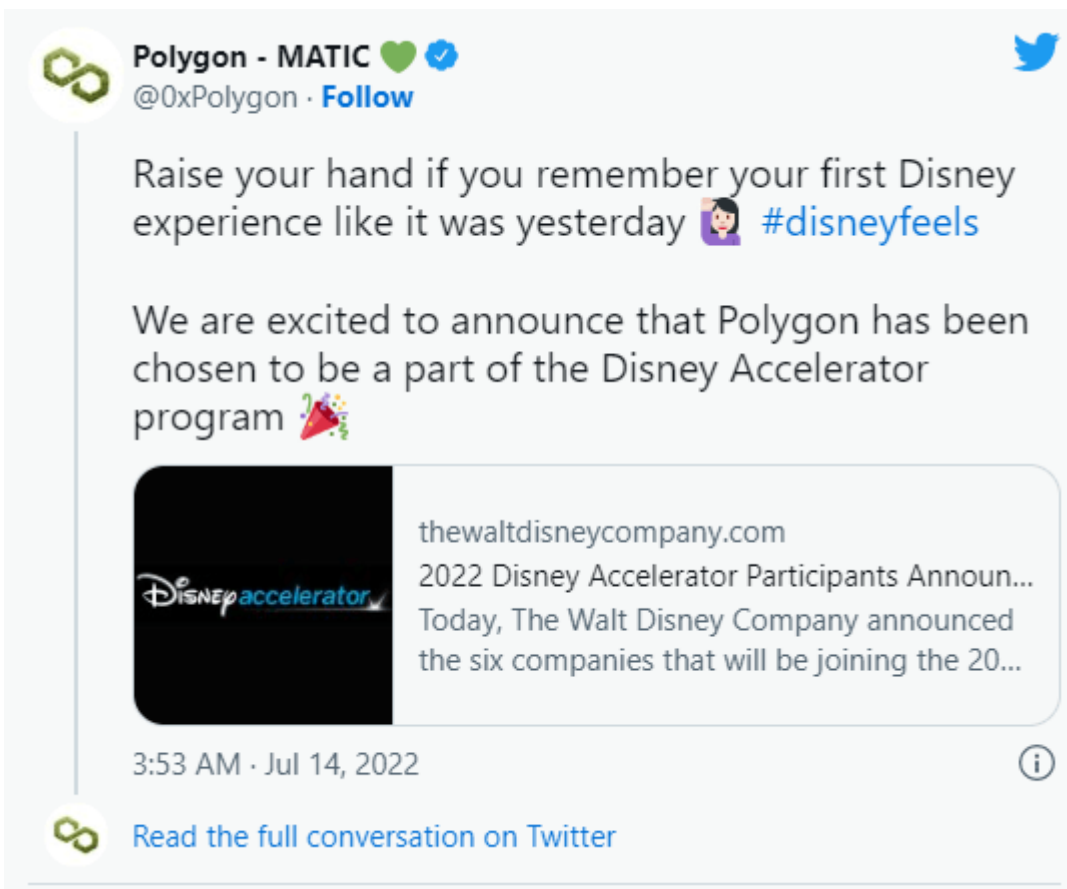 Polygon - MATIC 💚
@0xPolygon · Follow
Raise your hand if you remember your first Disney
experience like it was yesterday 🙋🏻‍♀️ #disneyfeels
We are excited to announce that Polygon has been
chosen to be a part of the Disney Accelerator
program 🎉
Disney accelerator
thewaltdisneycompany.com
2022 Disney Accelerator Participants Announ...
Today, The Walt Disney Company announced
the six companies that will be joining the 20...
3:53 AM · Jul 14, 2022
Read the full conversation on Twitter